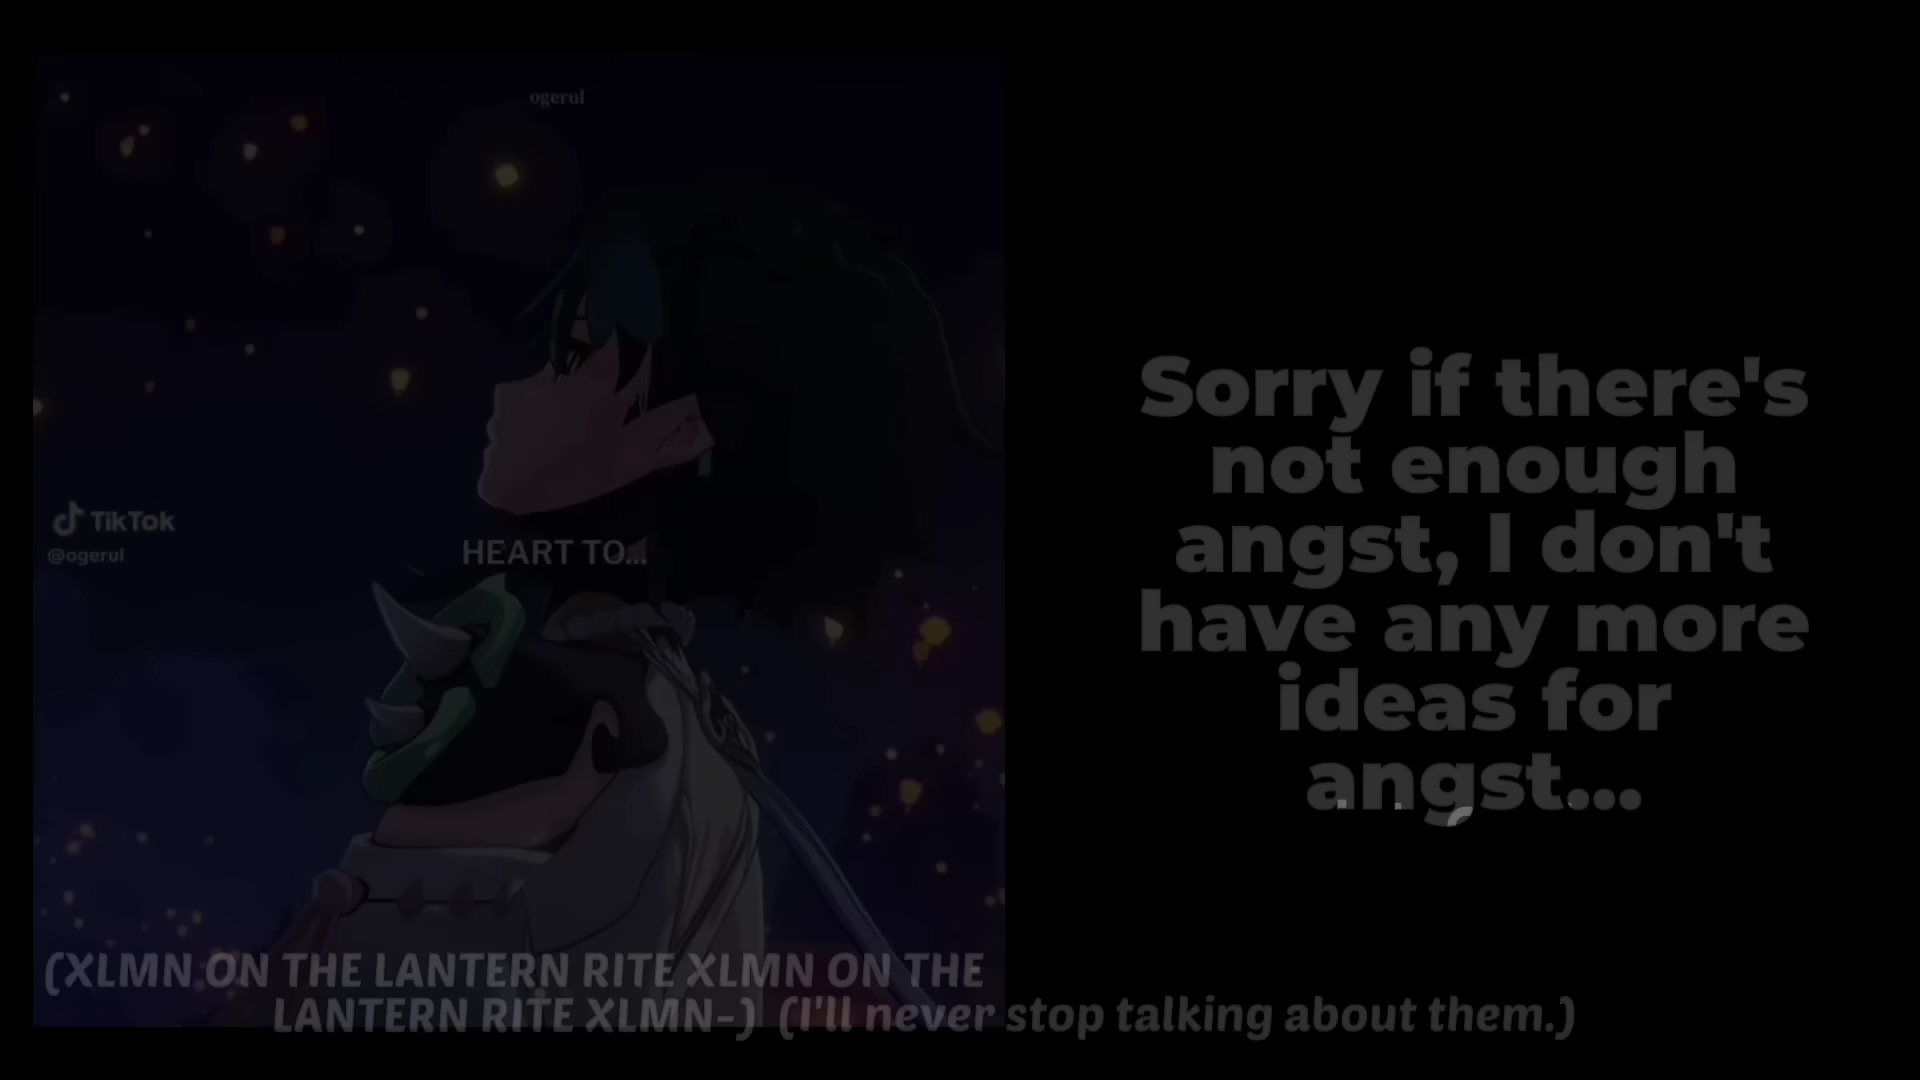 ogerul
TikTok
@ogerul
HEART TO...
Sorry if there's
not enough
angst, I don't
have any more
ideas for
angst...
(XLMN ON THE LANTERN RITE XLMN ON THE
LANTERN RITE XLMN-) (I'll never stop talking about them.)